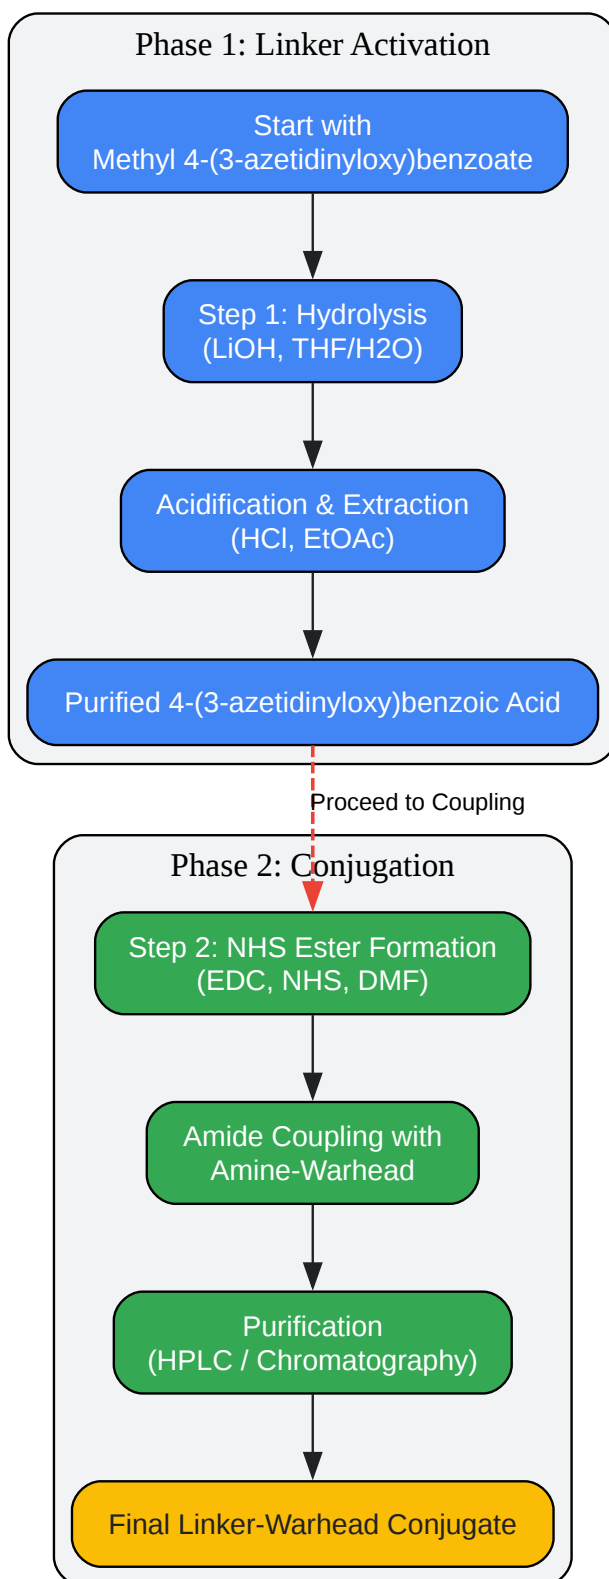 Phase 1: Linker Activation
Start with
Methyl 4-(3-azetidinyloxy)benzoate
Step 1: Hydrolysis
(LiOH, THF/H2O)
Acidification & Extraction
(HCl, EtOAc)
Purified 4-(3-azetidinyloxy)benzoic Acid
Proceed to Coupling
Phase 2: Conjugation
Step 2: NHS Ester Formation
(EDC, NHS, DMF)
Amide Coupling with
Amine-Warhead
Purification
(HPLC / Chromatography)
Final Linker-Warhead Conjugate